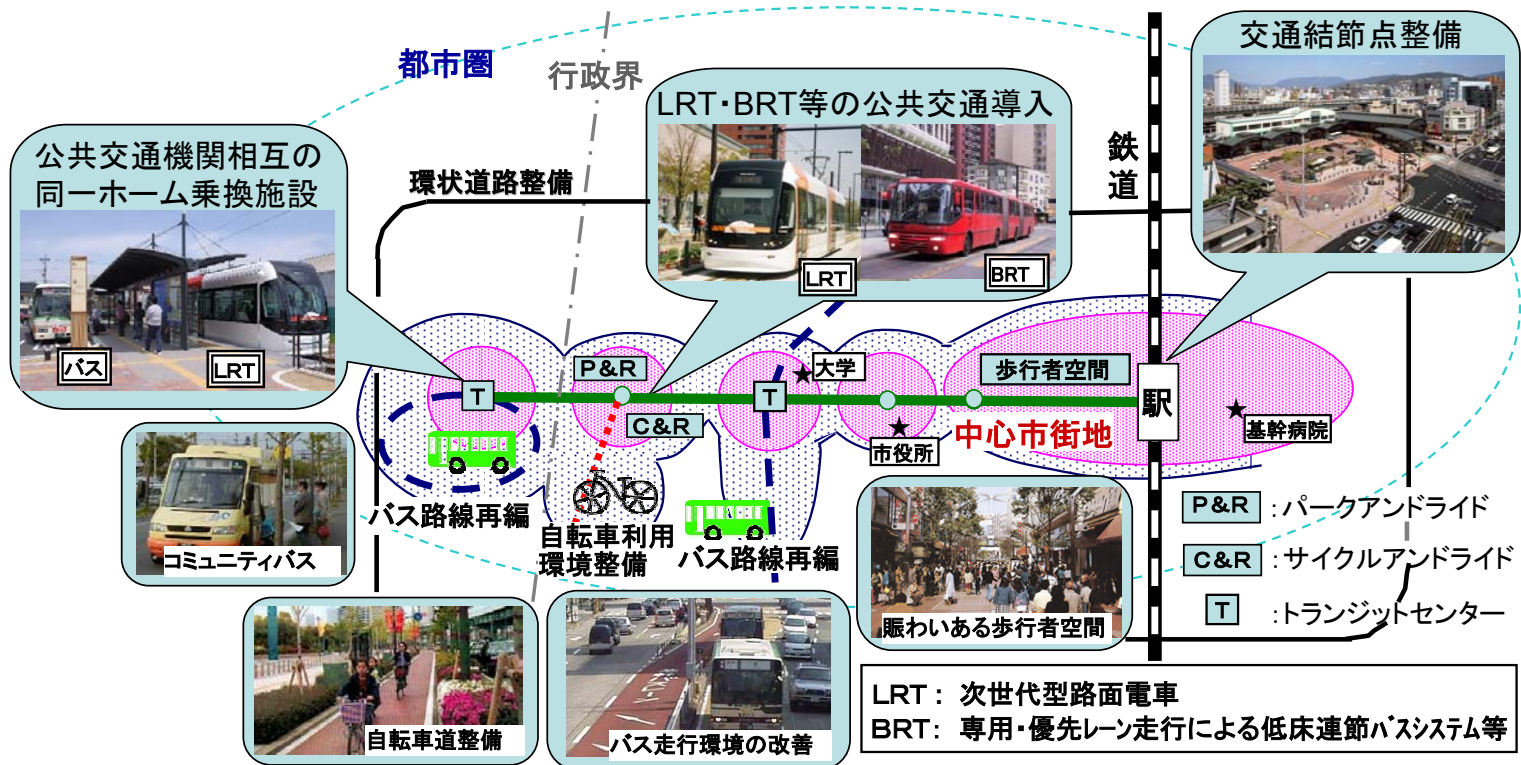 都市圏
行政界
交通結節点整備
LRT・BRT等の公共交通導入
LRT
BRT
鉄
道
公共交通機関相互の
同一ホーム乗換施設
バス
LRT
環状道路整備
P&R
C&R
T
T
大学
市役所
歩行者空間
中心市街地
駅
基幹病院
バス路線再編
自転車利用
環境整備
バス路線再編
コミュニティバス
自転車道整備
バス走行環境の改善
賑わいある歩行者空間
P&R :パークアンドライド
C&R :サイクルアンドライド
T :トランジットセンター
LRT: 次世代型路面電車
BRT: 専用・優先レーン走行による低床連節バスシステム等